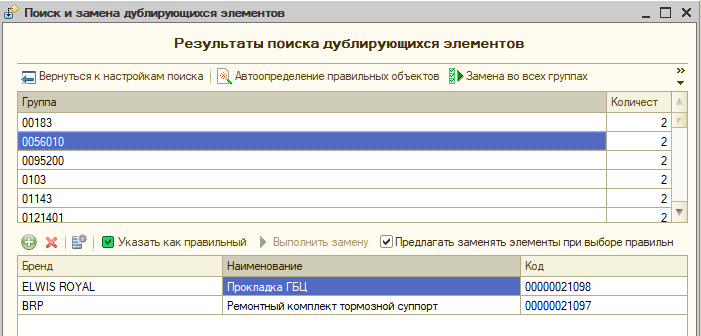 Поиск и замена дублирующихся элементов
Результаты поиска дублирующихся элементов
Вернуться к настройкам поиска Автоопределение правильных объектов Замена во всех группах
Группа Количест
00183 2
0056010 2
0095200 2
0103 2
01143 2
0121401 2
Указать как правильный Выполнить замену Предлагать заменять элементы при выборе правильн
Бренд Наименование Код
ELWIS ROYAL Прокладка ГБЦ 00000021098
BRP Ремонтный комплект тормозной суппорт 00000021097